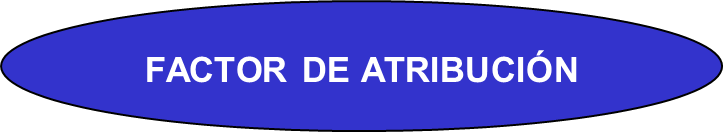 FACTOR DE ATRIBUCIÓN